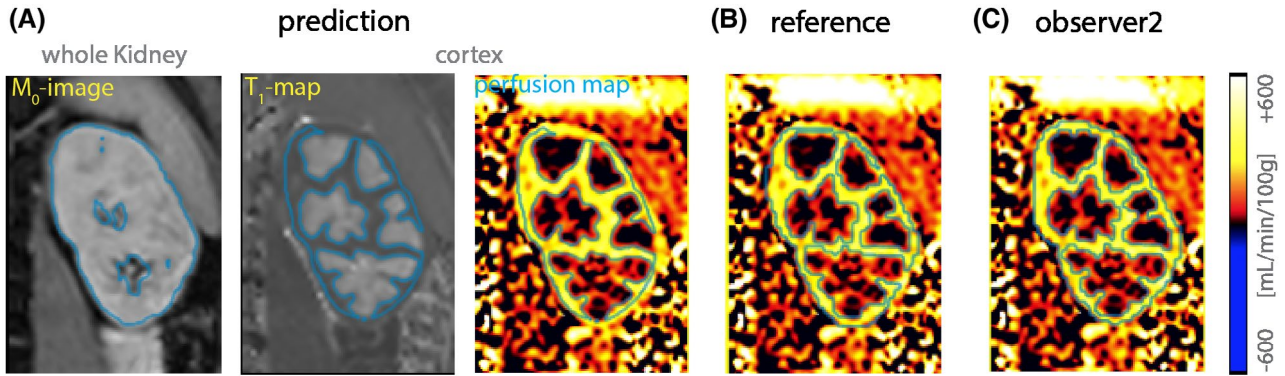 (A) prediction (B) reference (C) observer2
whole Kidney cortex
M0-image T1-map perfusion map
+600
[mL/min/100g]
-600